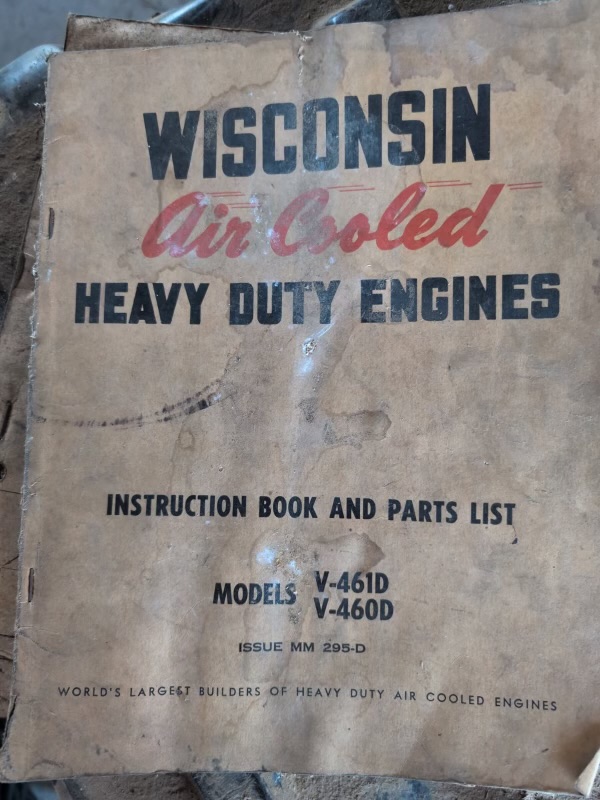 WISCONSIN
Air Cooled
HEAVY DUTY ENGINES
INSTRUCTION BOOK AND PARTS LIST
MODELS V-461D
V-460D
ISSUE MM 295-D
WORLD'S LARGEST BUILDERS OF HEAVY DUTY AIR COOLED ENGINES